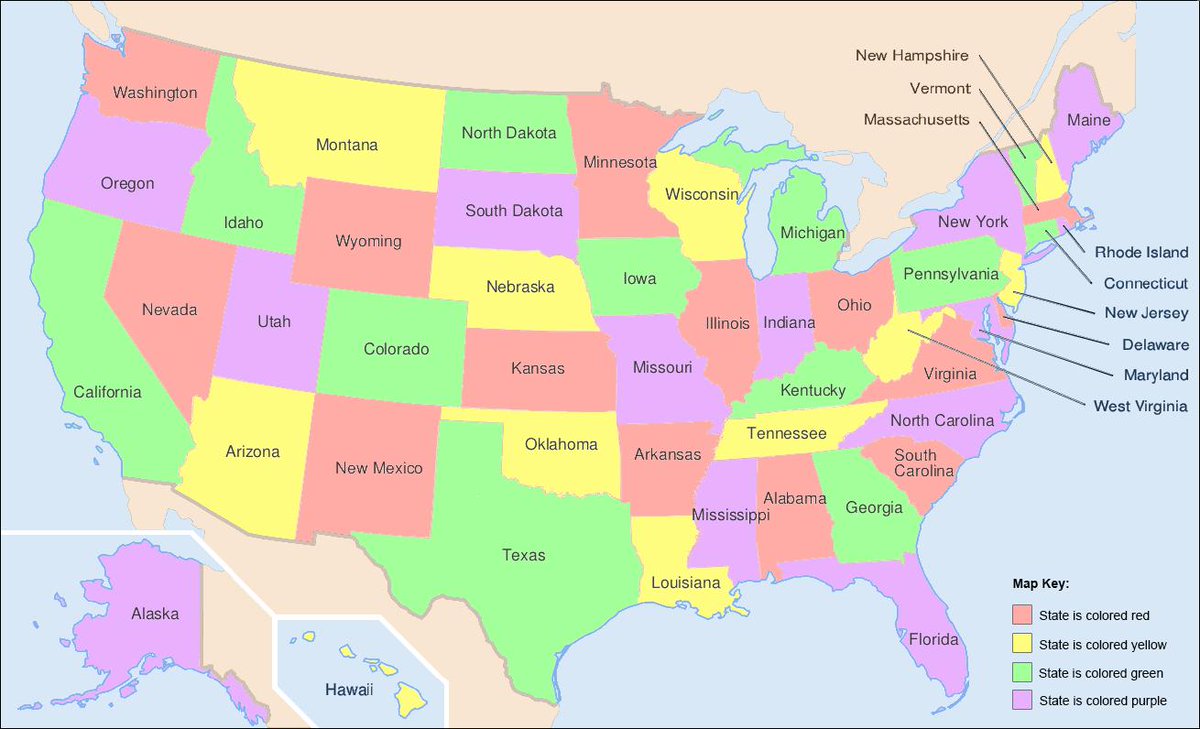 New Hampshire
Vermont
Massachusetts
Washington
Montana
North Dakota
Minnesota
Maine
Oregon
Idaho
Wyoming
South Dakota
Wisconsin
Michigan
New York
Rhode Island
Connecticut
New Jersey
Delaware
Maryland
West Virginia
Nevada
Utah
Colorado
Nebraska
Iowa
Illinois
Indiana
Ohio
Pennsylvania
California
Kansas
Missouri
Kentucky
Virginia
Arizona
New Mexico
Oklahoma
Arkansas
Tennessee
North Carolina
South
Carolina
Texas
Louisiana
Mississippi
Alabama
Georgia
Florida
Alaska
Hawaii
Map Key:
State is colored red
State is colored yellow
State is colored green
State is colored purple